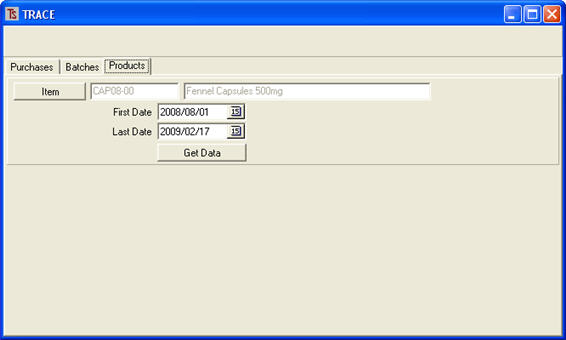 TS TRACE
Purchases Batches Products
Item CAP08-00 Fennel Capsules 500mg
First Date 2008/08/01 15
Last Date 2009/02/17 15
Get Data